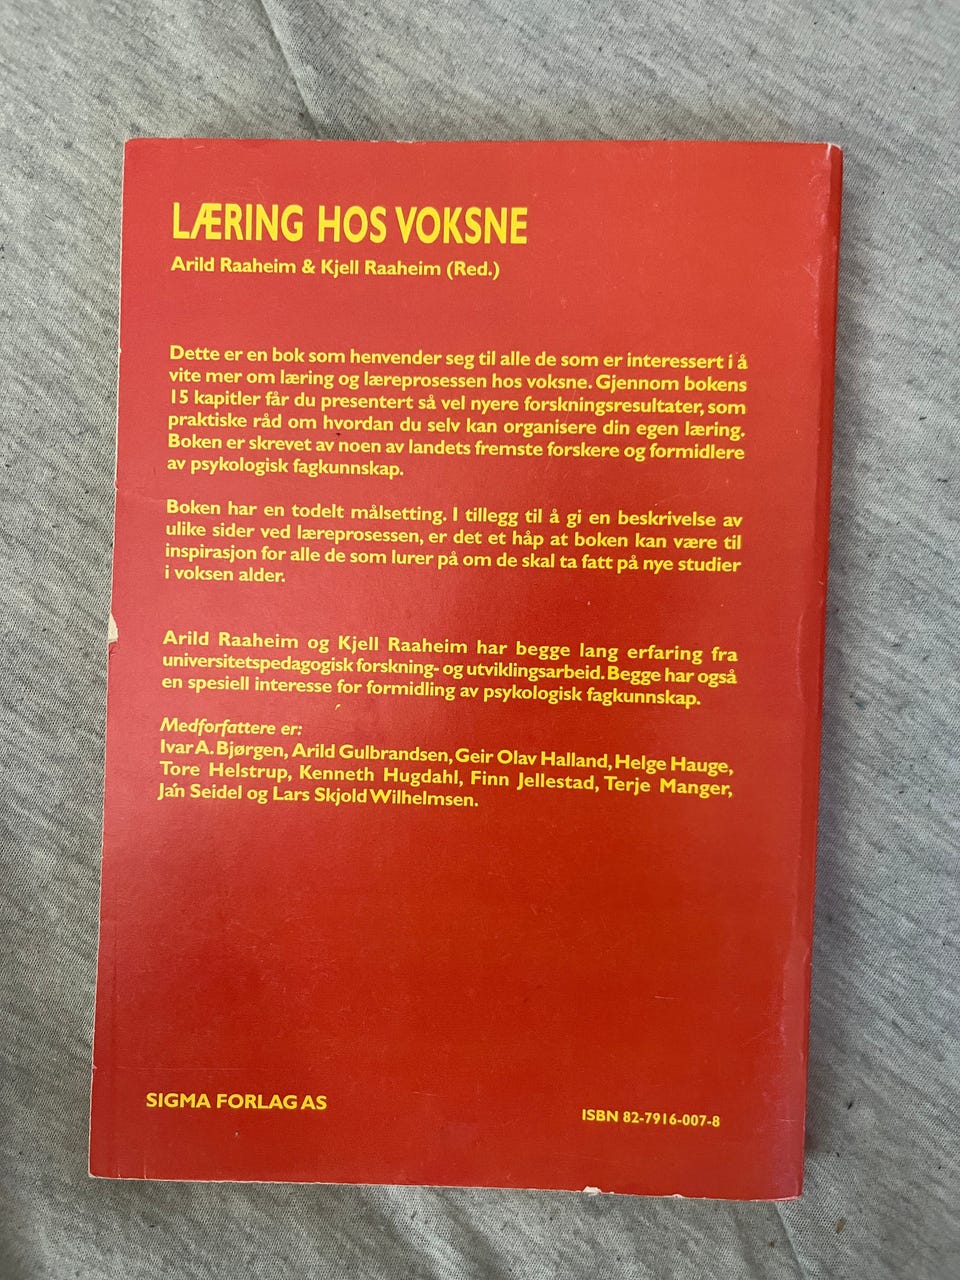 LÆRING HOS VOKSNE
Arild Raaheim & Kjell Raaheim (Red.)
Dette er en bok som henvender seg til alle de som er interessert i å
vite mer om læring og læreprosessen hos voksne. Gjennom bokens
15 kapitler får du presentert så vel nyere forskningsresultater, som
praktiske råd om hvordan du selv kan organisere din egen læring.
Boken er skrevet av noen av landets fremste forskere og formidlere
av psykologisk fagkunnskap.
Boken har en todelt målsetting. I tillegg til å gi en beskrivelse av
ulike sider ved læreprosessen, er det et håp at boken kan være til
inspirasjon for alle de som lurer på om de skal ta fatt på nye studier
i voksen alder.
Arild Raaheim og Kjell Raaheim har begge lang erfaring fra
universitetspedagogisk forskning- og utviklingsarbeid. Begge har også
en spesiell interesse for formidling av psykologisk fagkunnskap.
Medforfattere er:
Ivar A. Bjørgen, Arild Gulbrandsen, Geir Olav Halland, Helge Hauge,
Tore Helstrup, Kenneth Hugdahl, Finn Jellestad, Terje Manger,
Jan Seidel og Lars Skjold Wilhelmsen.
SIGMA FORLAG AS
ISBN 82-7916-007-8